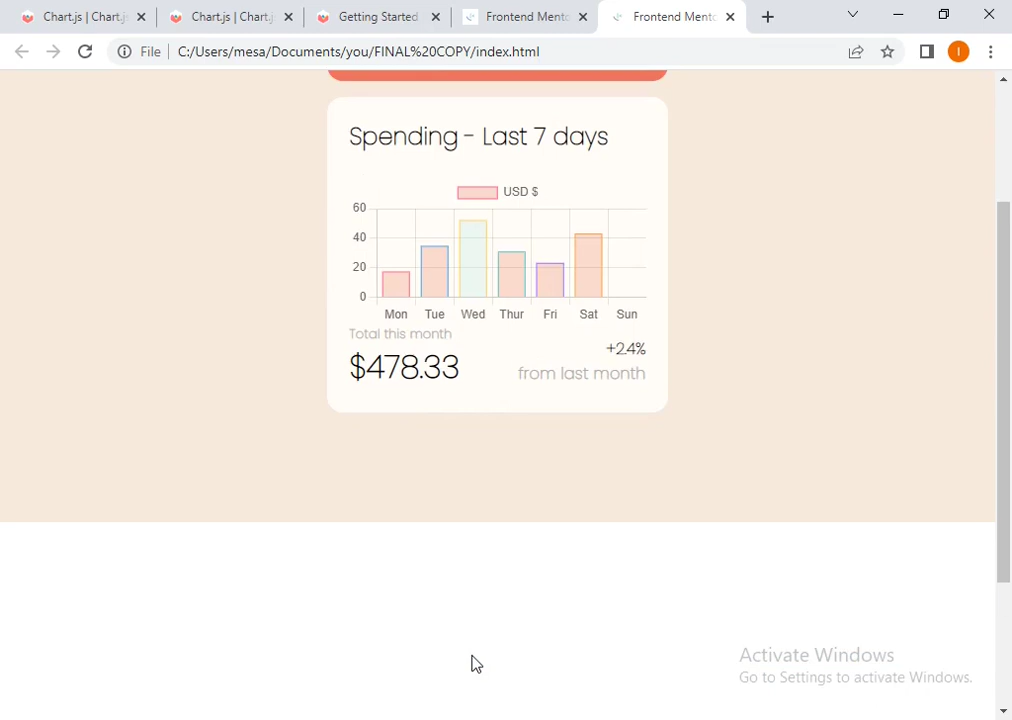 Chart.js | Chart.js
Chart.js | Chart.
Getting Started
Frontend Mento
Frontend Mento
File
C:/Users/mesa/Documents/you/FINAL%20COPY/index.html
I
Spending - Last 7 days
USD $
60
40
20
0
Mon Tue Wed Thur Fri Sat Sun
Total this month
$478.33
+2.4%
from last month
Activate Windows
Go to Settings to activate Windows.